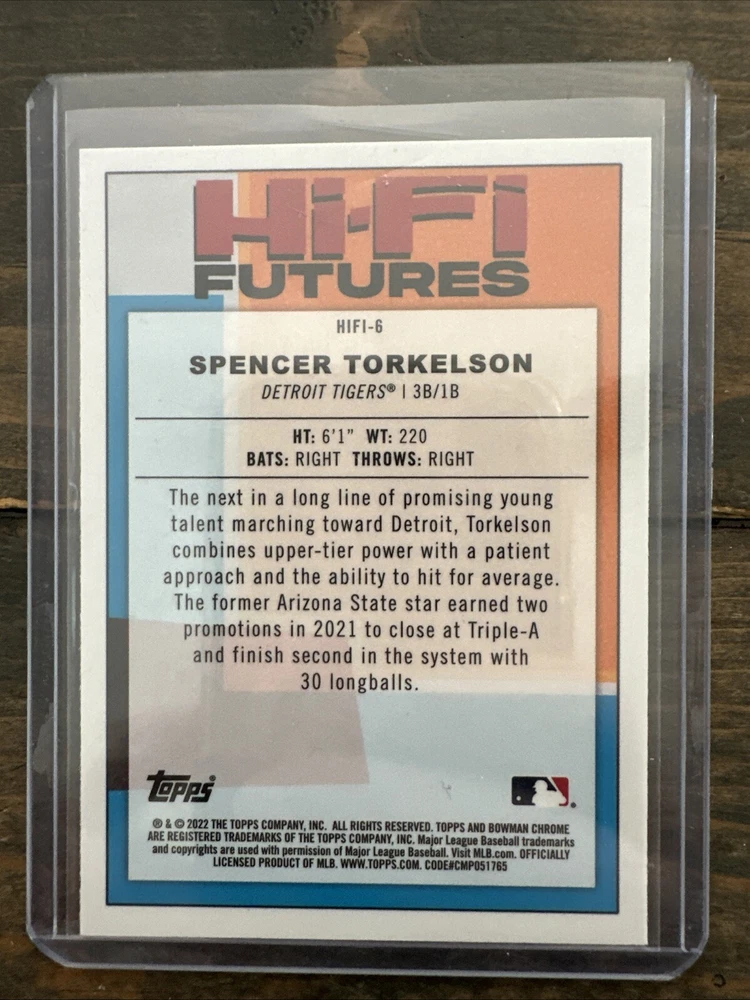 Hi-Fi
FUTURES
HIFI-6
SPENCER TORKELSON
DETROIT TIGERS® | 3B/1B
HT: 6'1" WT: 220
BATS: RIGHT THROWS: RIGHT
The next in a long line of promising young
talent marching toward Detroit, Torkelson
combines upper-tier power with a patient
approach and the ability to hit for average.
The former Arizona State star earned two
promotions in 2021 to close at Triple-A
and finish second in the system with
30 longballs.
topps
® & © 2022 THE TOPPS COMPANY, INC. ALL RIGHTS RESERVED. TOPPS AND BOWMAN CHROME
ARE REGISTERED TRADEMARKS OF THE TOPPS COMPANY, INC. Major League Baseball trademarks
and copyrights are used with permission of Major League Baseball. Visit MLB.com. OFFICIALLY
LICENSED PRODUCT OF MLB. WWW.TOPPS.COM. CODE#CMP051765